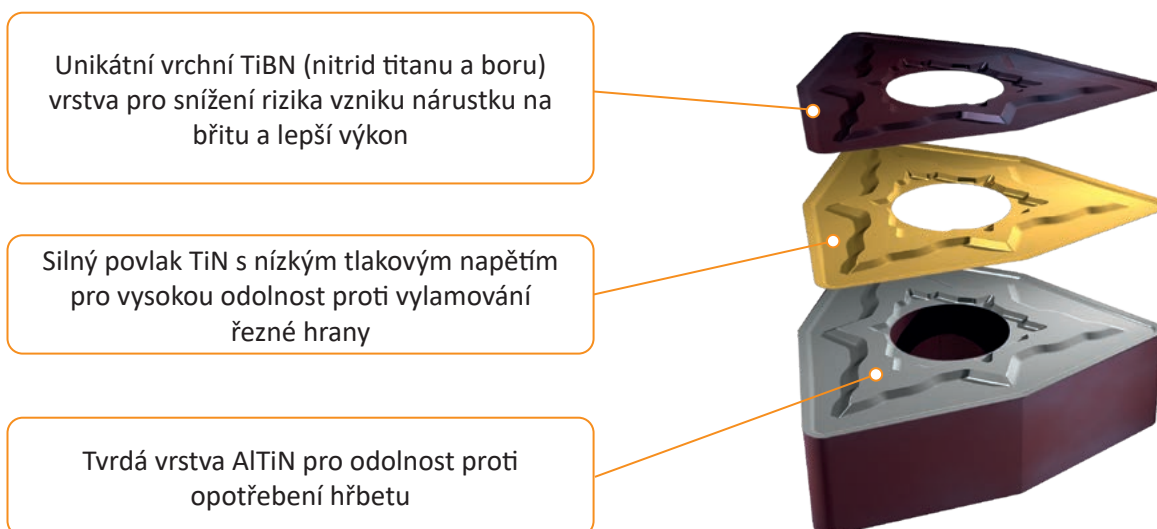 Unikátní vrchní TiBN (nitrid titanu a boru)
vrstva pro snížení rizika vzniku nárustku na
břitu a lepší výkon
Silný povlak TiN s nízkým tlakovým napětím
pro vysokou odolnost proti vylamování
řezné hrany
Tvrdá vrstva AlTiN pro odolnost proti
opotřebení hřbetu